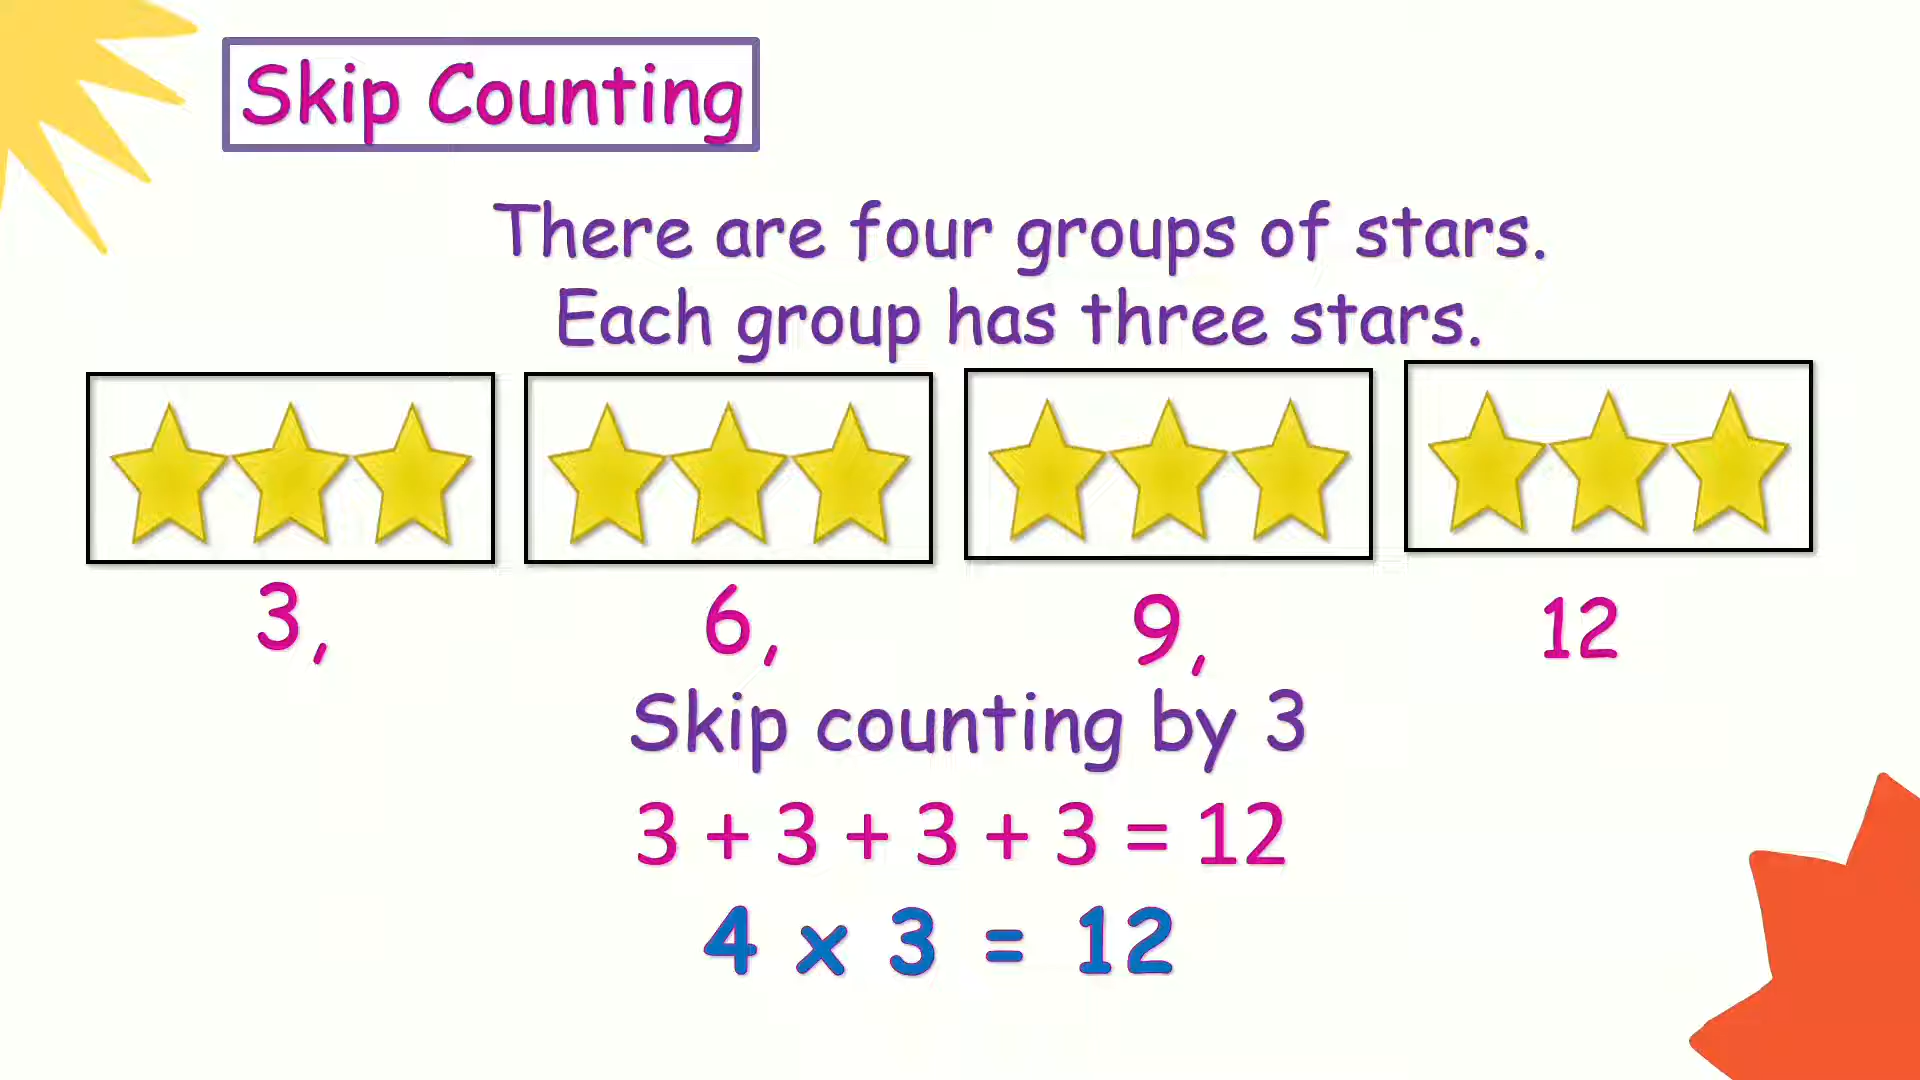 Skip Counting
There are four groups of stars.
Each group has three stars.
3, 6, 9, 12
Skip counting by 3
3 + 3 + 3 + 3 = 12
4 x 3 = 12